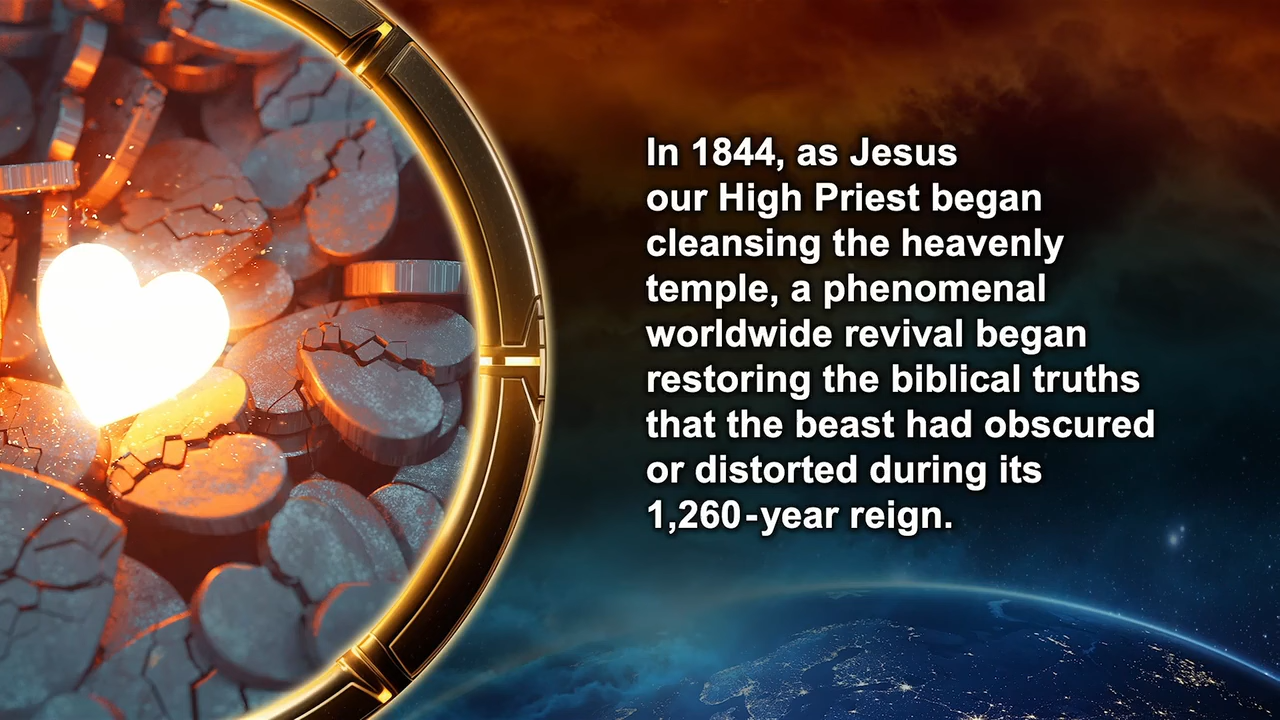 In 1844, as Jesus
our High Priest began
cleansing the heavenly
temple, a phenomenal
worldwide revival began
restoring the biblical truths
that the beast had obscured
or distorted during its
1,260-year reign.